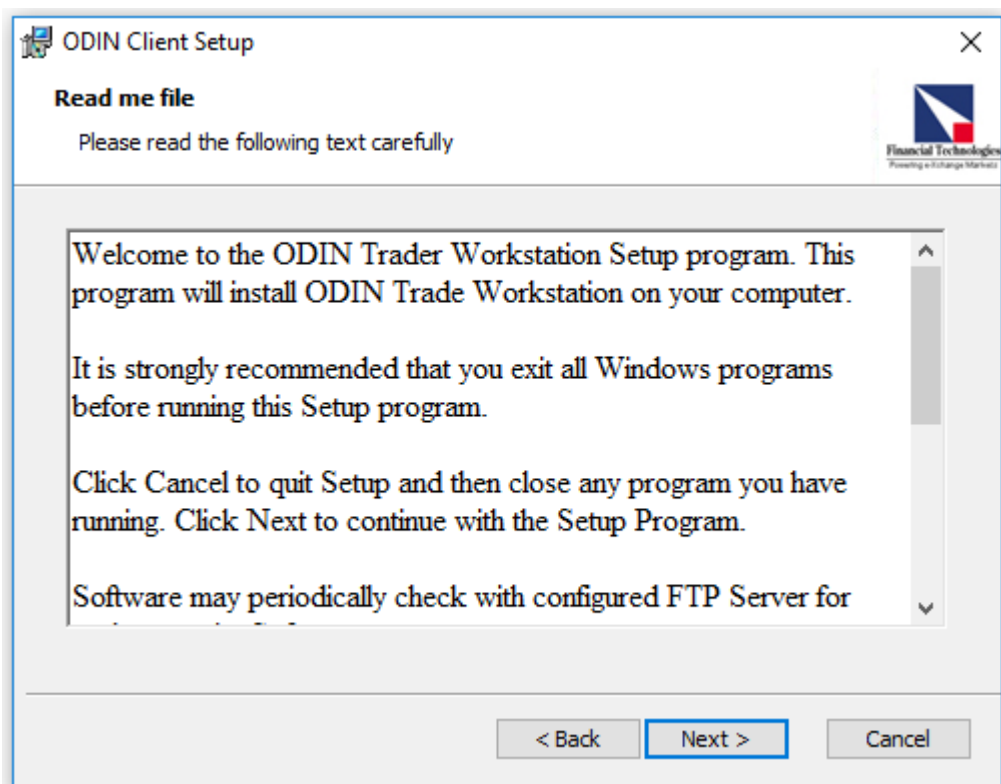 ODIN Client Setup
Read me file
Please read the following text carefully
Financial Technologies
Powering e-Xchange Markets
Welcome to the ODIN Trader Workstation Setup program. This
program will install ODIN Trade Workstation on your computer.
It is strongly recommended that you exit all Windows programs
before running this Setup program.
Click Cancel to quit Setup and then close any program you have
running. Click Next to continue with the Setup Program.
Software may periodically check with configured FTP Server for
< Back
Next >
Cancel